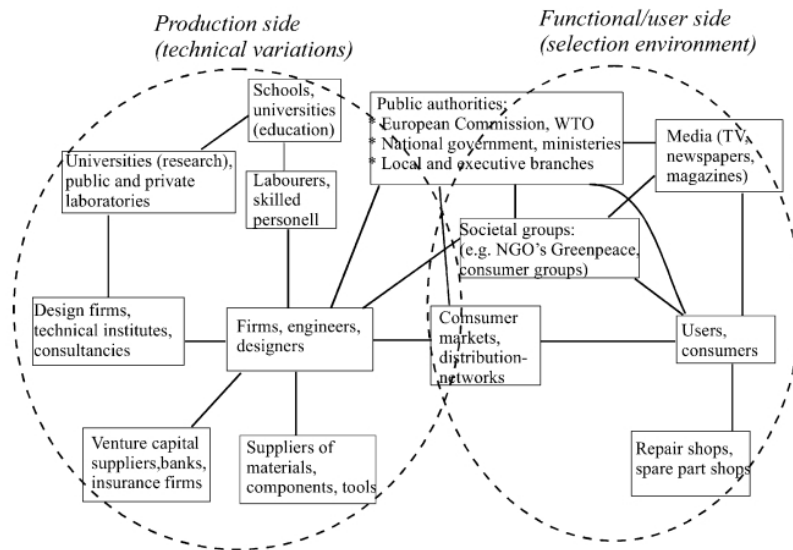 Production side
(technical variations)
Functional/user side
(selection environment)
Schools,
universities
(education)
Public authorities:
* European Commission, WTO
* National government, ministries
* Local and executive branches
Media (TV,
newspapers,
magazines)
Universities (research),
public and private
laboratories
Labourers,
skilled
personell
Societal groups:
(e.g. NGO's Greenpeace,
consumer groups)
Design firms,
technical institutes,
consultancies
Firms, engineers,
designers
Comsumer
markets,
distribution-
networks
Users,
consumers
Venture capital
suppliers,banks,
insurance firms
Suppliers of
materials,
components, tools
Repair shops,
spare part shops